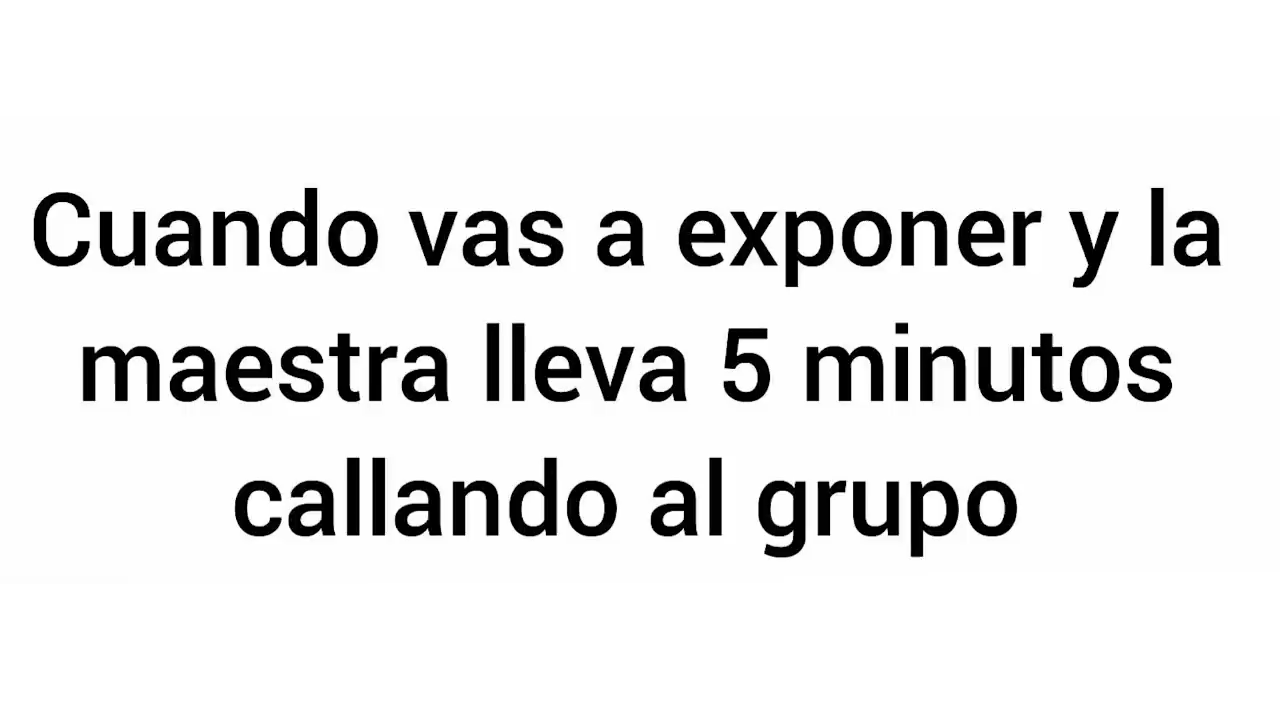 Cuando vas a exponer y la
maestra lleva 5 minutos
callando al grupo